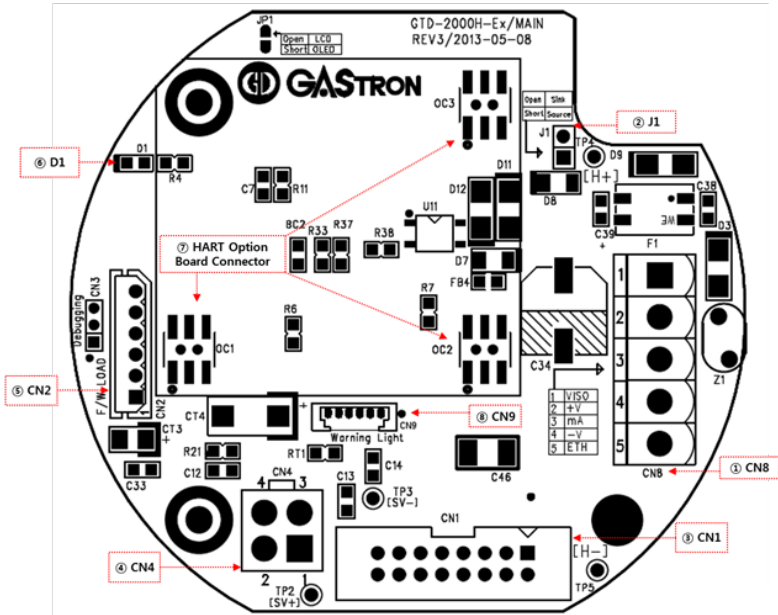 JP1
Open LCD
Short OLED
GTD-2000H-Ex/MAIN
REV3/2013-05-08
GASTRON
OC3
Open Sink
Short Source
② J1
J1
TP4
[H+]
D9
⑥ D1
D1
R4
C7
R11
D12
D11
D8
C38
C39
+
WE
F1
D3
U11
⑦ HART Option
Board Connector
BC2
R33
R37
R38
D7
FB4
R7
R6
CN3
Debugging
OC1
OC2
C34
1
2
3
4
5
Z1
⑤ CN2
F/W LOAD
CN2
1
1 VISO
2 +V
3 mA
4 -V
5 ETH
CN8
① CN8
CT4
+
CT3
+
CN9
⑧ CN9
Warning Light
R21
C12
C33
RT1
C14
C13
C46
CN4
4 3
TP3
[SV-]
CN1
③ CN1
④ CN4
2 1
TP2
[SV+]
[H-]
TP5